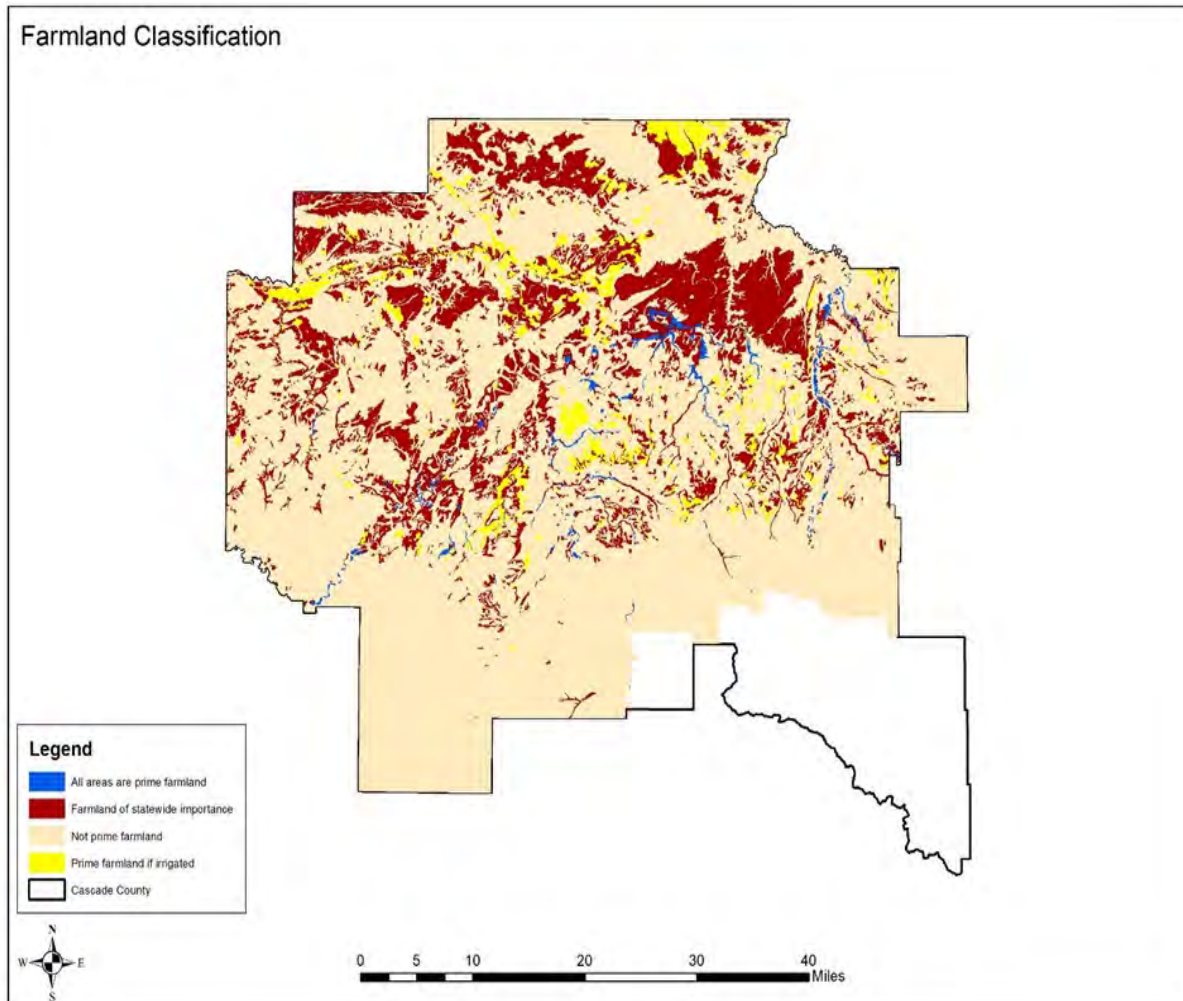 Farmland Classification
Legend
All areas are prime farmland
Farmland of statewide importance
Not prime farmland
Prime farmland if irrigated
Cascade County
N
W E
S
0 5 10 20 30 40
Miles